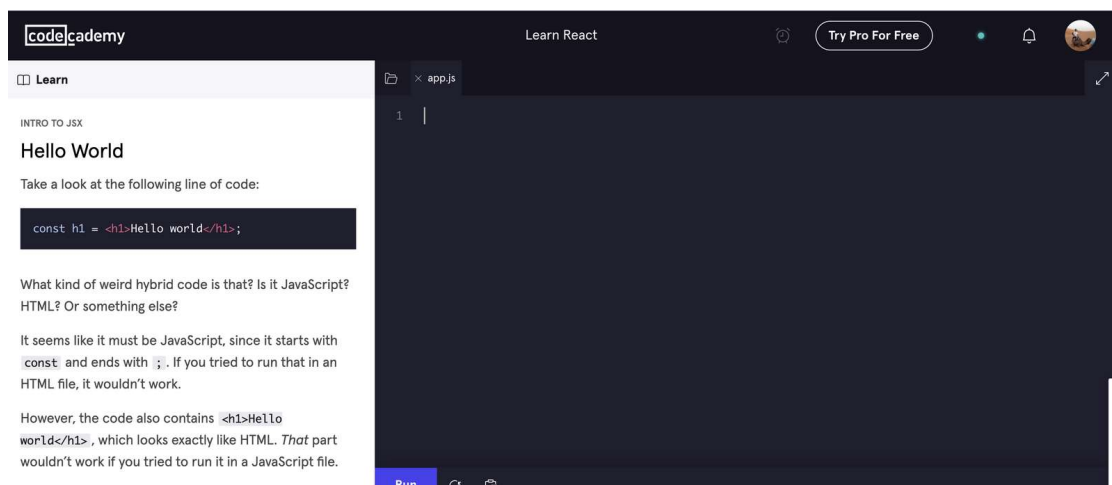 codecademy
Learn React
Try Pro For Free
Learn
app.js
INTRO TO JSX
Hello World
Take a look at the following line of code:
const h1 = <h1>Hello world</h1>;
What kind of weird hybrid code is that? Is it JavaScript?
HTML? Or something else?
It seems like it must be JavaScript, since it starts with
const and ends with ; . If you tried to run that in an
HTML file, it wouldn’t work.
However, the code also contains <h1>Hello
world</h1> , which looks exactly like HTML. That part
wouldn’t work if you tried to run it in a JavaScript file.
1
Run